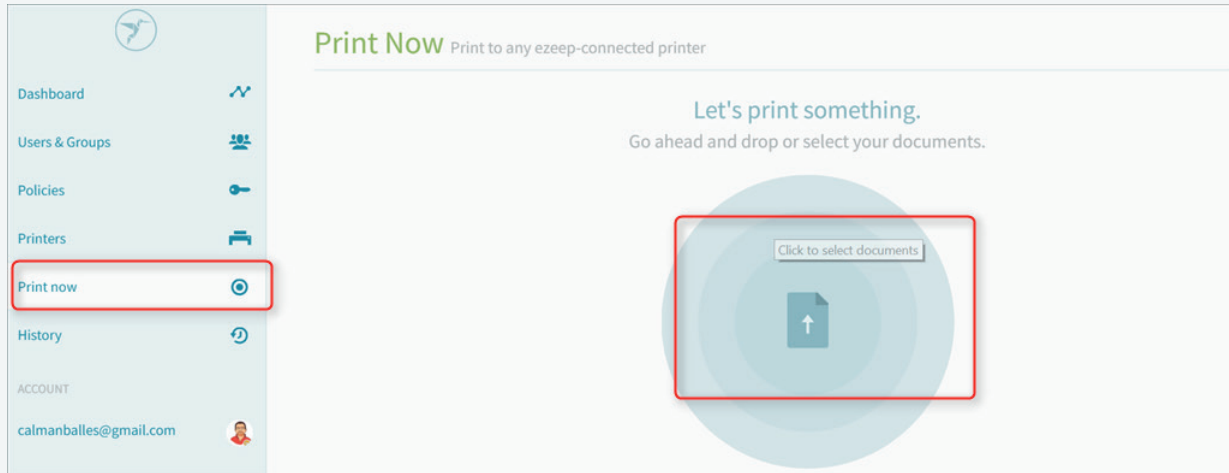 Dashboard
Users & Groups
Policies
Printers
Print now
History
ACCOUNT
calmanballes@gmail.com
Print Now Print to any ezeep-connected printer
Let's print something.
Go ahead and drop or select your documents.
Click to select documents